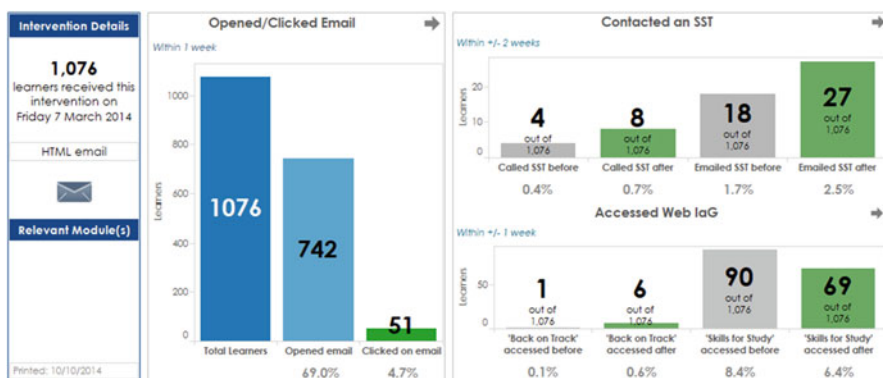 Intervention Details
1,076
learners received this
intervention on
Friday 7 March 2014
HTML email
Relevant Module(s)
Printed: 10/10/2014
Opened/Clicked Email
Within 1 week
Learners
1000
800
600
400
200
0
1076
742
51
Total Learners
Opened email
Clicked on email
69.0%
4.7%
Contacted an SST
Within +/- 2 weeks
Learners
20
10
0
4
out of
1,076
8
out of
1,076
18
out of
1,076
27
out of
1,076
Called SST before
Called SST after
Emailed SST before
Emailed SST after
0.4%
0.7%
1.7%
2.5%
Accessed Web IaG
Within +/- 1 week
Learners
50
0
1
out of
1,076
6
out of
1,076
90
out of
1,076
69
out of
1,076
'Back on Track'
accessed before
'Back on Track'
accessed after
'Skills for Study'
accessed before
'Skills for Study'
accessed after
0.1%
0.6%
8.4%
6.4%